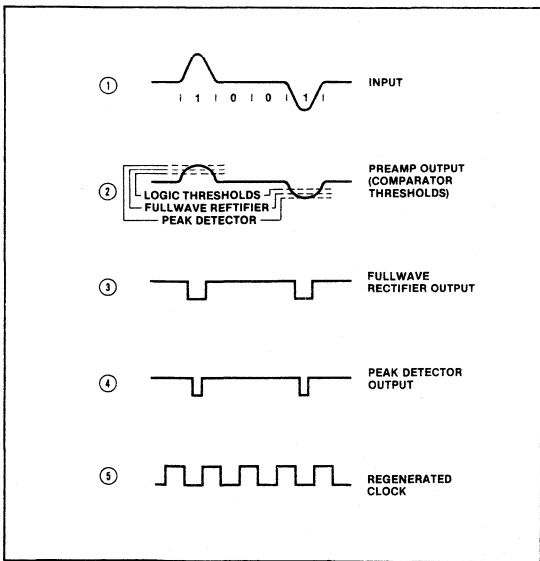 1 INPUT
1 0 0 1
2 PREAMP OUTPUT
(COMPARATOR
THRESHOLDS)
LOGIC THRESHOLDS
FULLWAVE RECTIFIER
PEAK DETECTOR
3 FULLWAVE
RECTIFIER OUTPUT
4 PEAK DETECTOR
OUTPUT
5 REGENERATED
CLOCK